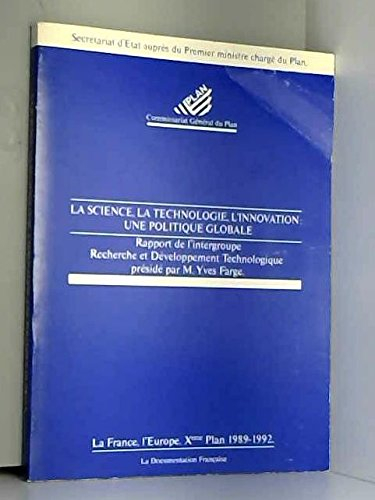 Secrétariat d'Etat auprès du Premier ministre chargé du Plan.
PLAN
Commissariat Général du Plan
LA SCIENCE, LA TECHNOLOGIE, L'INNOVATION:
UNE POLITIQUE GLOBALE
Rapport de l'intergroupe
Recherche et Développement Technologique
présidé par M. Yves Farge.
La France, l'Europe, Xème Plan 1989-1992.
La Documentation Française